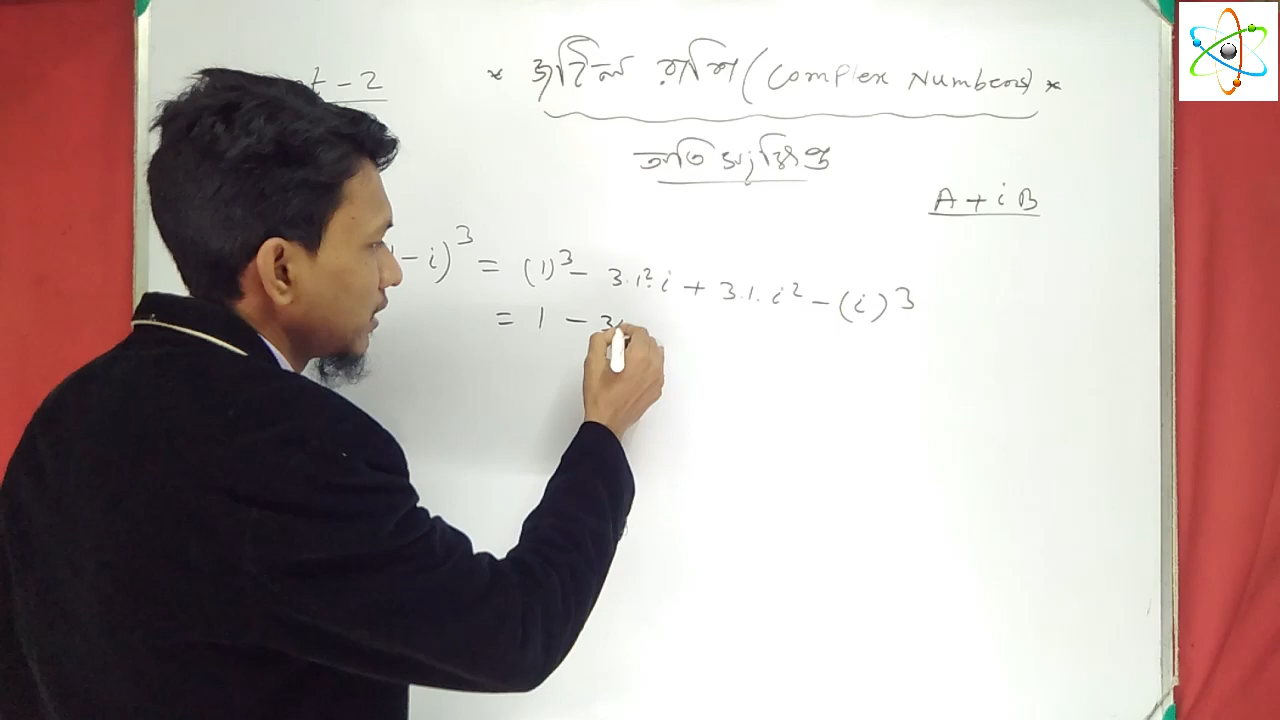 - 2
* জটিল রাশি (Complex Numbers) *
অতি সংক্ষিপ্ত
A + i B
- i)³ = (1)³ - 3.1².i + 3.1. i² - (i)³
= 1 - 3